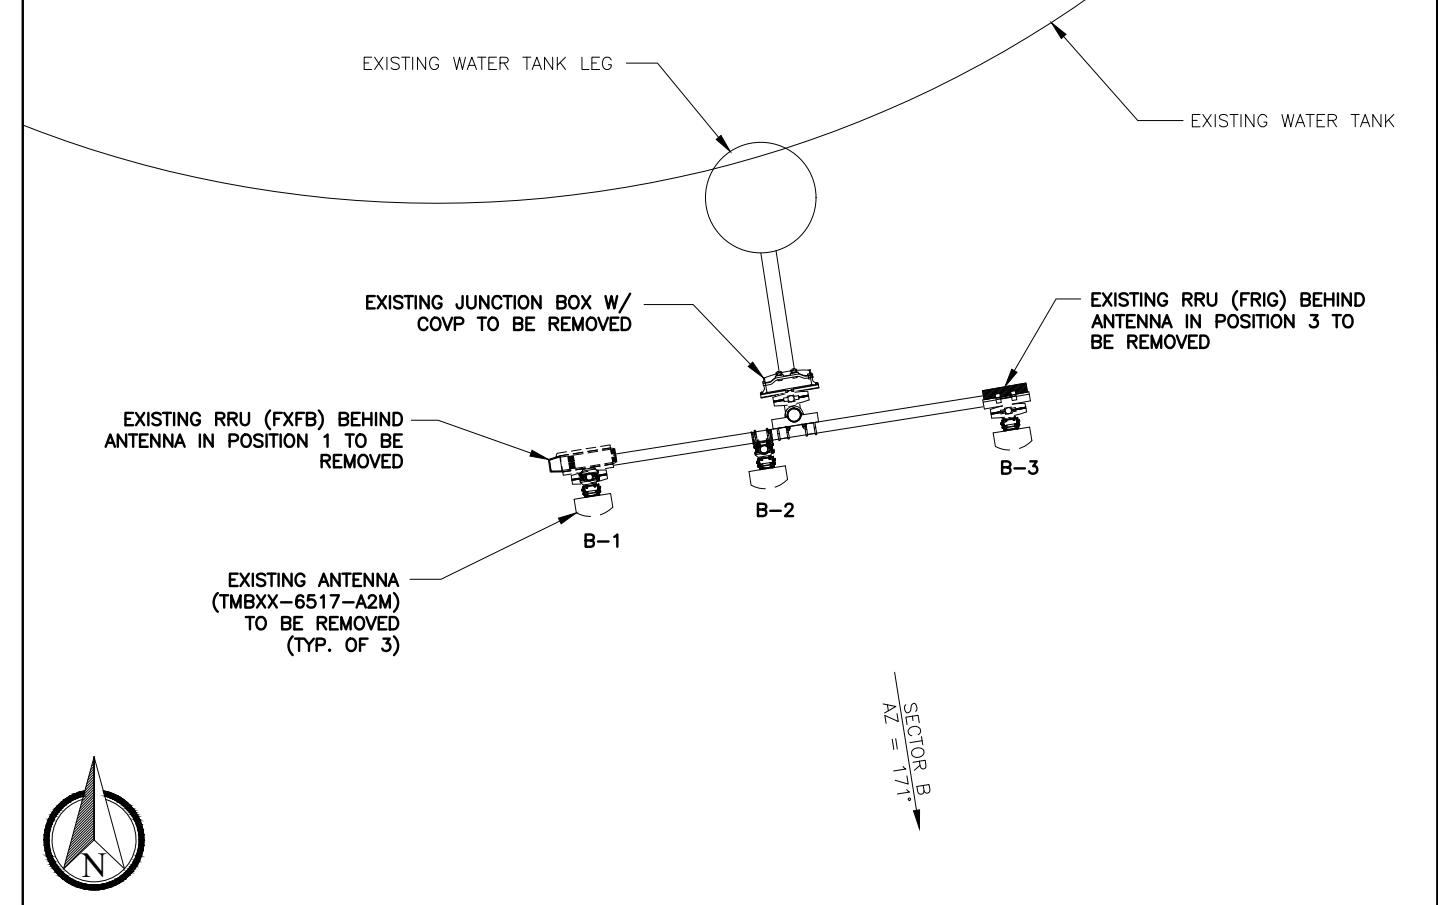 EXISTING WATER TANK LEG
EXISTING WATER TANK
EXISTING JUNCTION BOX W/
COVP TO BE REMOVED
EXISTING RRU (FRIG) BEHIND
ANTENNA IN POSITION 3 TO
BE REMOVED
EXISTING RRU (FXFB) BEHIND
ANTENNA IN POSITION 1 TO BE
REMOVED
B-3
B-2
B-1
EXISTING ANTENNA
(TMBXX-6517-A2M)
TO BE REMOVED
(TYP. OF 3)
SECTOR B
AZ = 171°
N